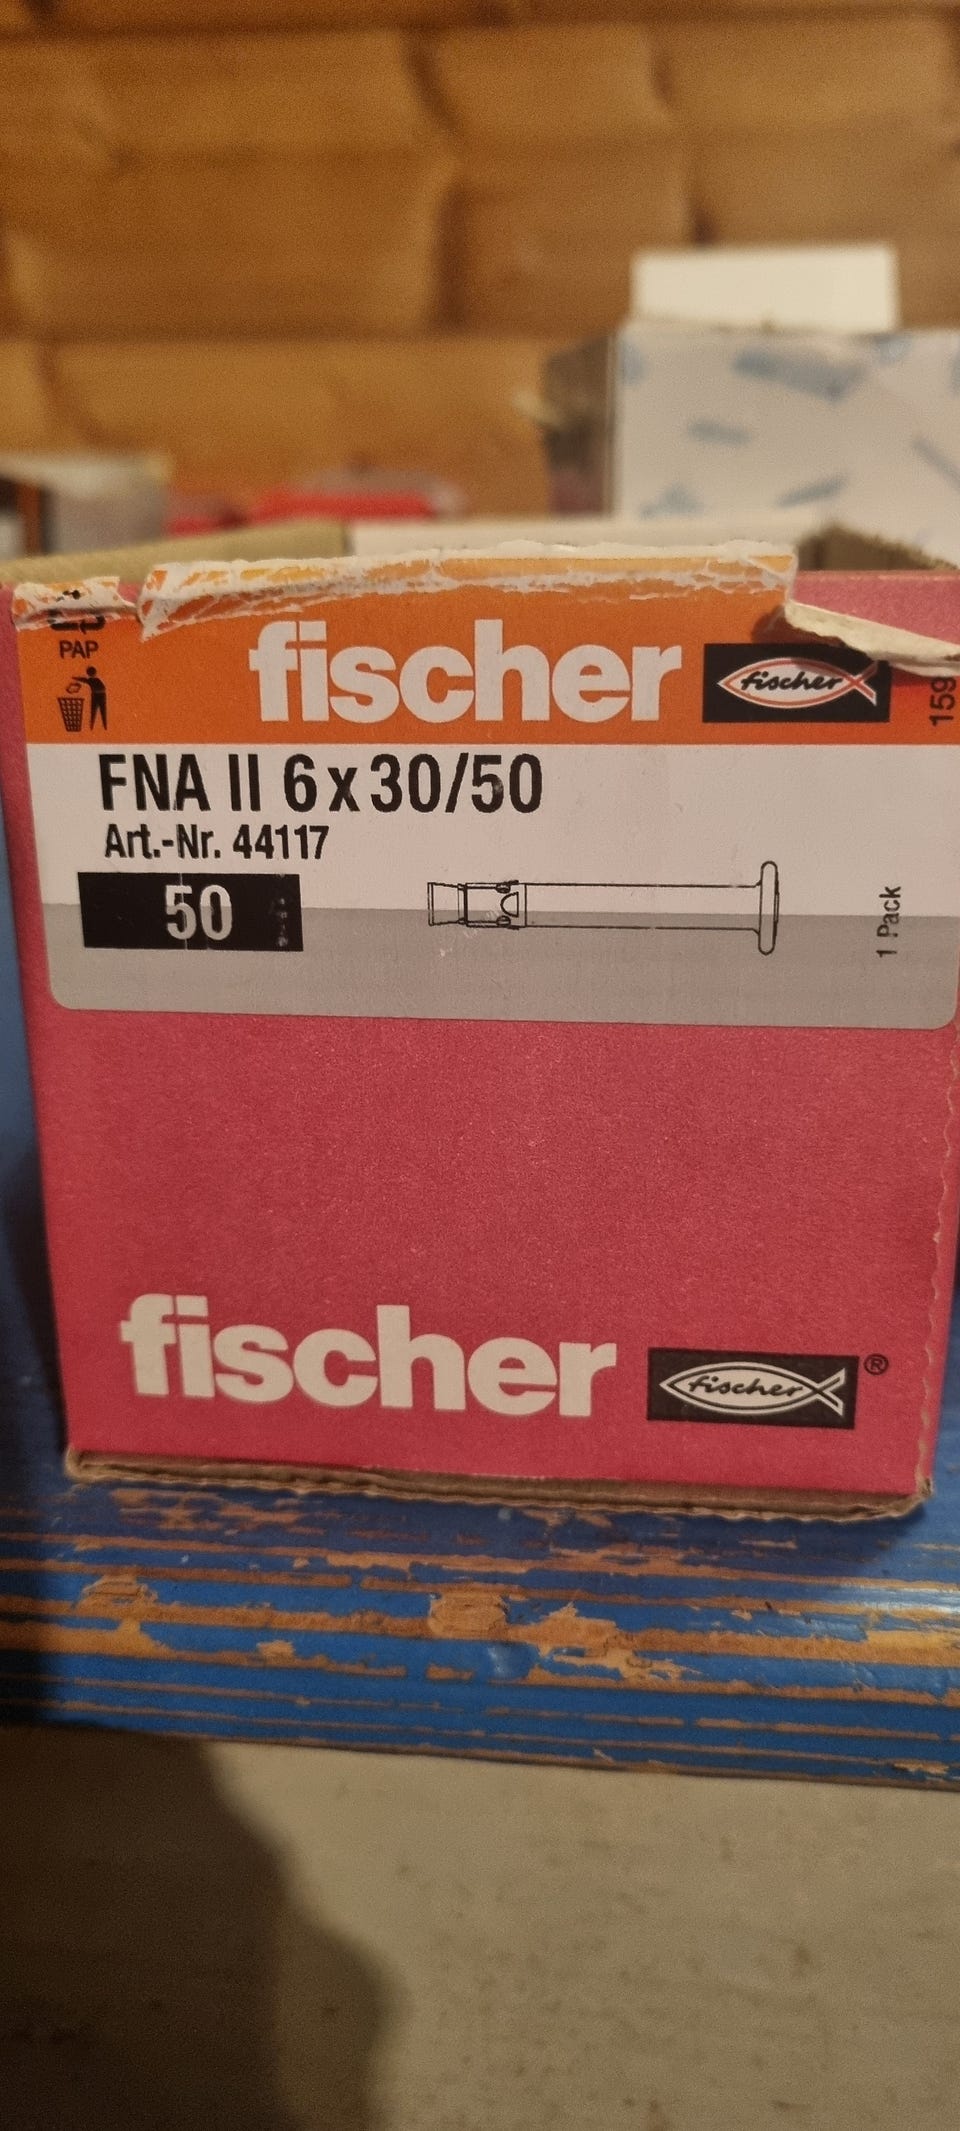 PAP
fischer fischer
159
FNA II 6x30/50
Art.-Nr. 44117
50
1 Pack
fischer fischer ®